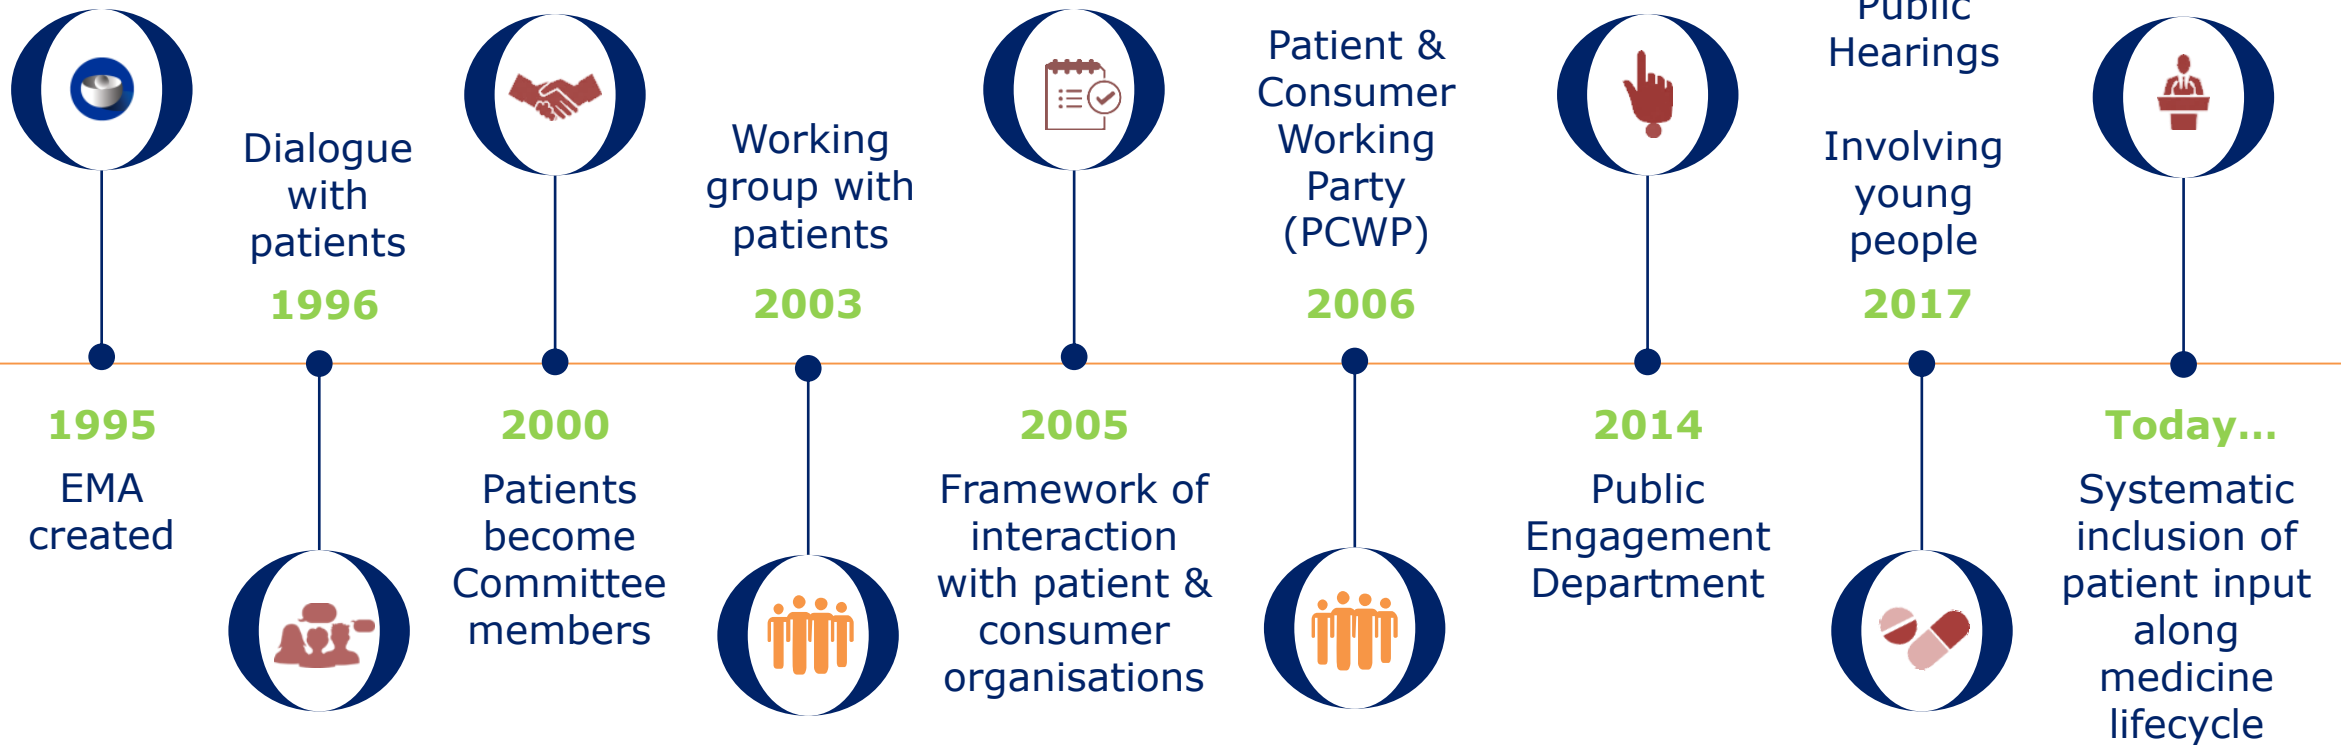 1995
EMA
created
Dialogue
with
patients
1996
2000
Patients
become
Committee
members
Working
group with
patients
2003
2005
Framework of
interaction
with patient &
consumer
organisations
Patient &
Consumer
Working
Party
(PCWP)
2006
2014
Public
Engagement
Department
Public
Hearings
Involving
young
people
2017
Today...
Systematic
inclusion of
patient input
along
medicine
lifecycle